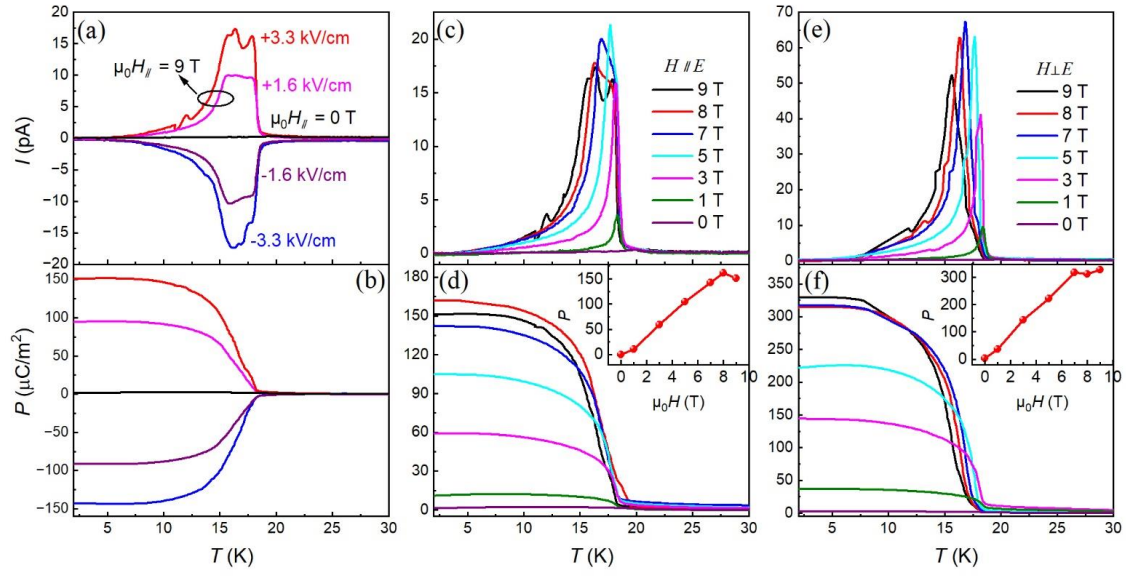 (a)
+3.3 kV/cm
μ₀H∥ = 9 T
+1.6 kV/cm
μ₀H∥ = 0 T
-1.6 kV/cm
-3.3 kV/cm
I (pA)
20
15
10
5
0
-5
-10
-15
-20
(b)
P (μC/m²)
150
100
50
0
-50
-100
-150
5 10 15 20 25 30
T (K)
(c)
H ∥ E
9 T
8 T
7 T
5 T
3 T
1 T
0 T
20
15
10
5
0
(d)
180
150
120
90
60
30
0
P
150
100
50
0
0 2 4 6 8 10
μ₀H (T)
5 10 15 20 25 30
T (K)
(e)
H⊥E
9 T
8 T
7 T
5 T
3 T
1 T
0 T
70
60
50
40
30
20
10
0
(f)
350
300
250
200
150
100
50
0
P
300
200
100
0
0 2 4 6 8 10
μ₀H (T)
5 10 15 20 25 30
T (K)